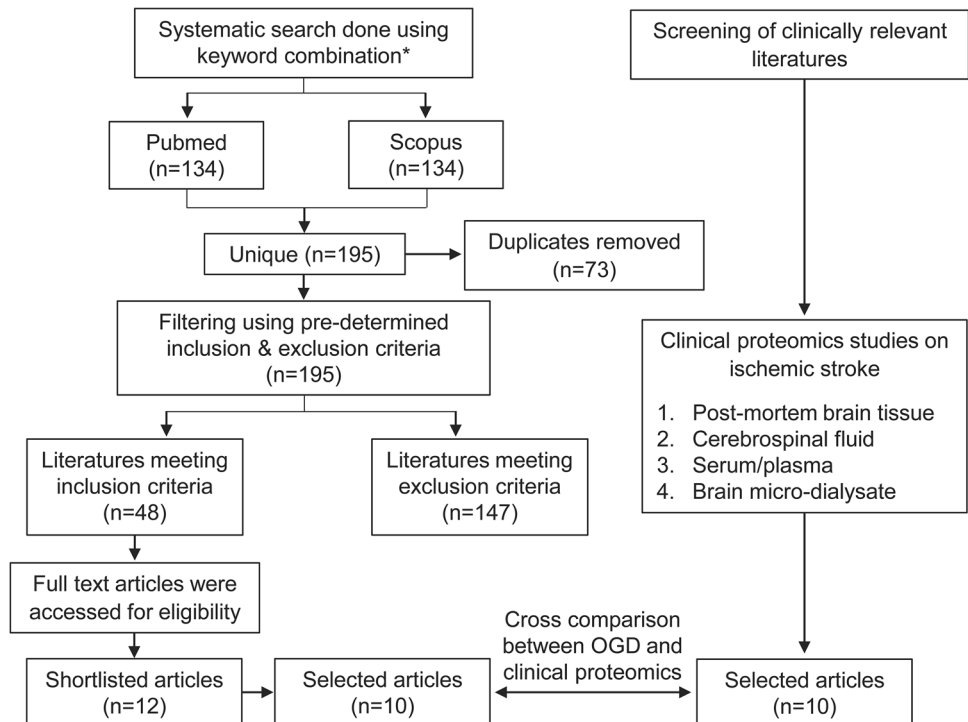 Systematic search done using
keyword combination*
Pubmed
(n=134)
Scopus
(n=134)
Unique (n=195)
Duplicates removed
(n=73)
Filtering using pre-determined
inclusion & exclusion criteria
(n=195)
Literatures meeting
inclusion criteria
(n=48)
Literatures meeting
exclusion criteria
(n=147)
Full text articles were
accessed for eligibility
Shortlisted articles
(n=12)
Selected articles
(n=10)
Cross comparison
between OGD and
clinical proteomics
Screening of clinically relevant
literatures
Clinical proteomics studies on
ischemic stroke
1. Post-mortem brain tissue
2. Cerebrospinal fluid
3. Serum/plasma
4. Brain micro-dialysate
Selected articles
(n=10)